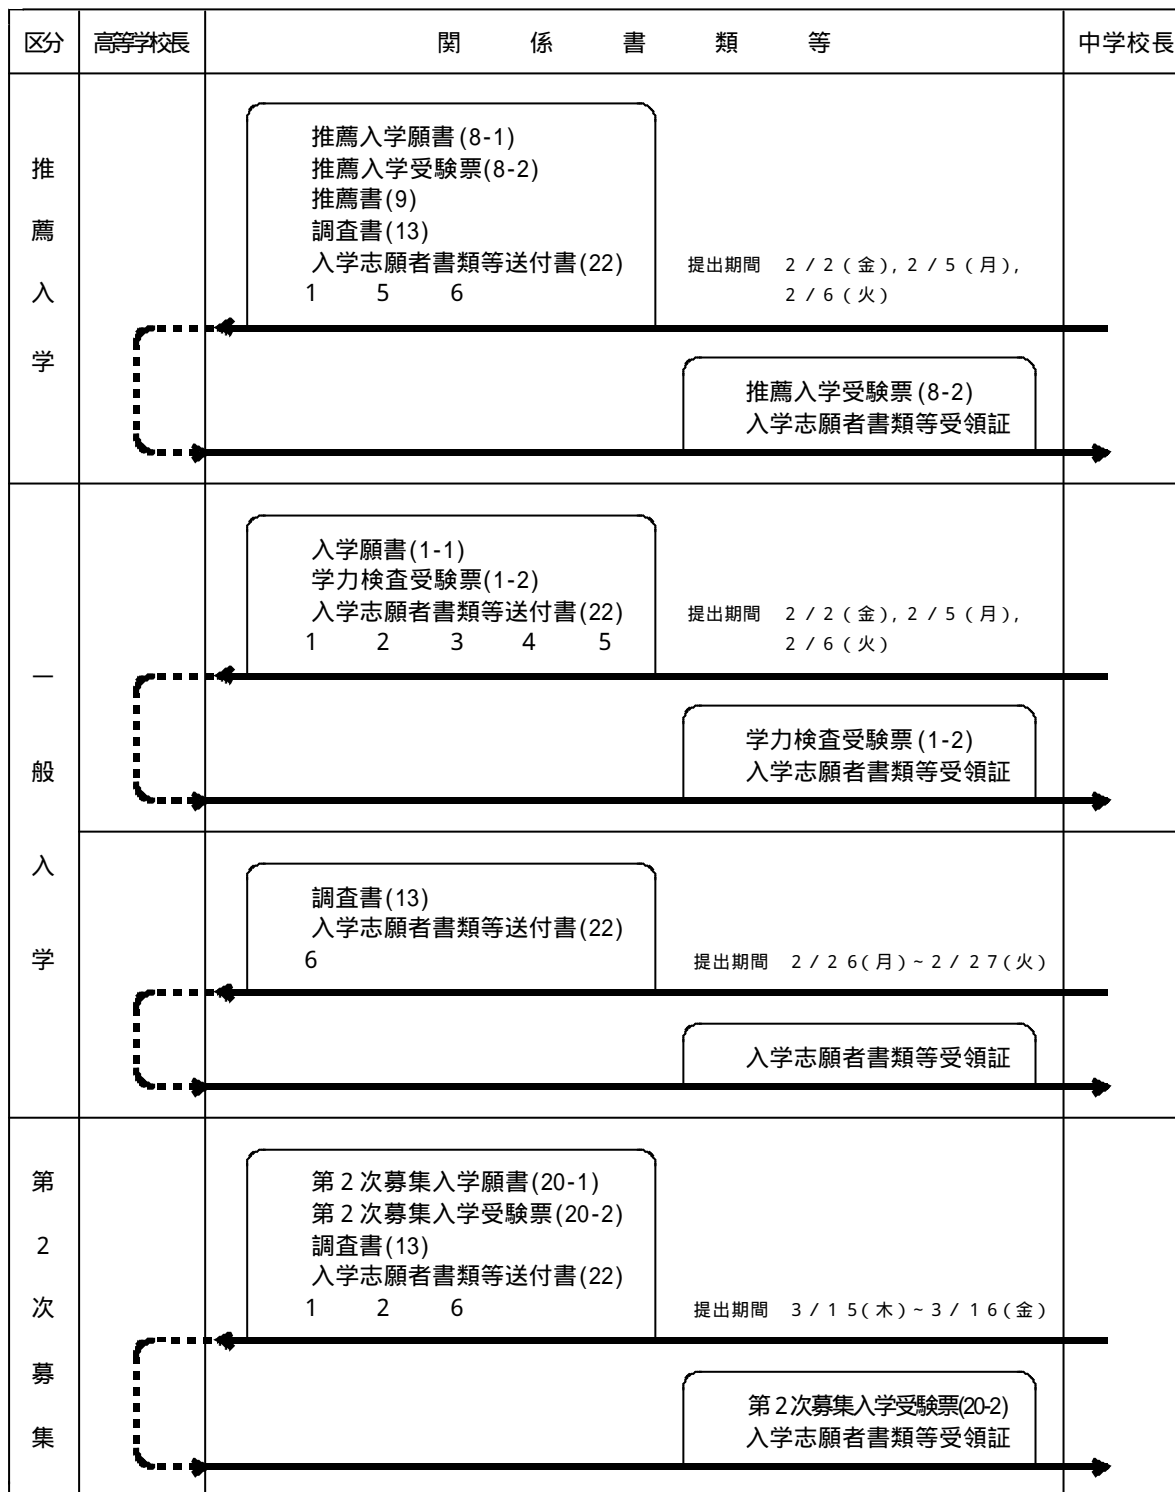 区分 高等学校長 関係書類等 中学校長
推薦入学
推薦入学願書(8-1)
推薦入学受験票(8-2)
推薦書(9)
調査書(13)
入学志願者書類等送付書(22)
1 5 6
提出期間 2/2(金),2/5(月),
2/6(火)
推薦入学受験票(8-2)
入学志願者書類等受領証
一般入学
入学願書(1-1)
学力検査受験票(1-2)
入学志願者書類等送付書(22)
1 2 3 4 5
提出期間 2/2(金),2/5(月),
2/6(火)
学力検査受験票(1-2)
入学志願者書類等受領証
調査書(13)
入学志願者書類等送付書(22)
6
提出期間 2/26(月)~2/27(火)
入学志願者書類等受領証
第2次募集
第2次募集入学願書(20-1)
第2次募集入学受験票(20-2)
調査書(13)
入学志願者書類等送付書(22)
1 2 6
提出期間 3/15(木)~3/16(金)
第2次募集入学受験票(20-2)
入学志願者書類等受領証